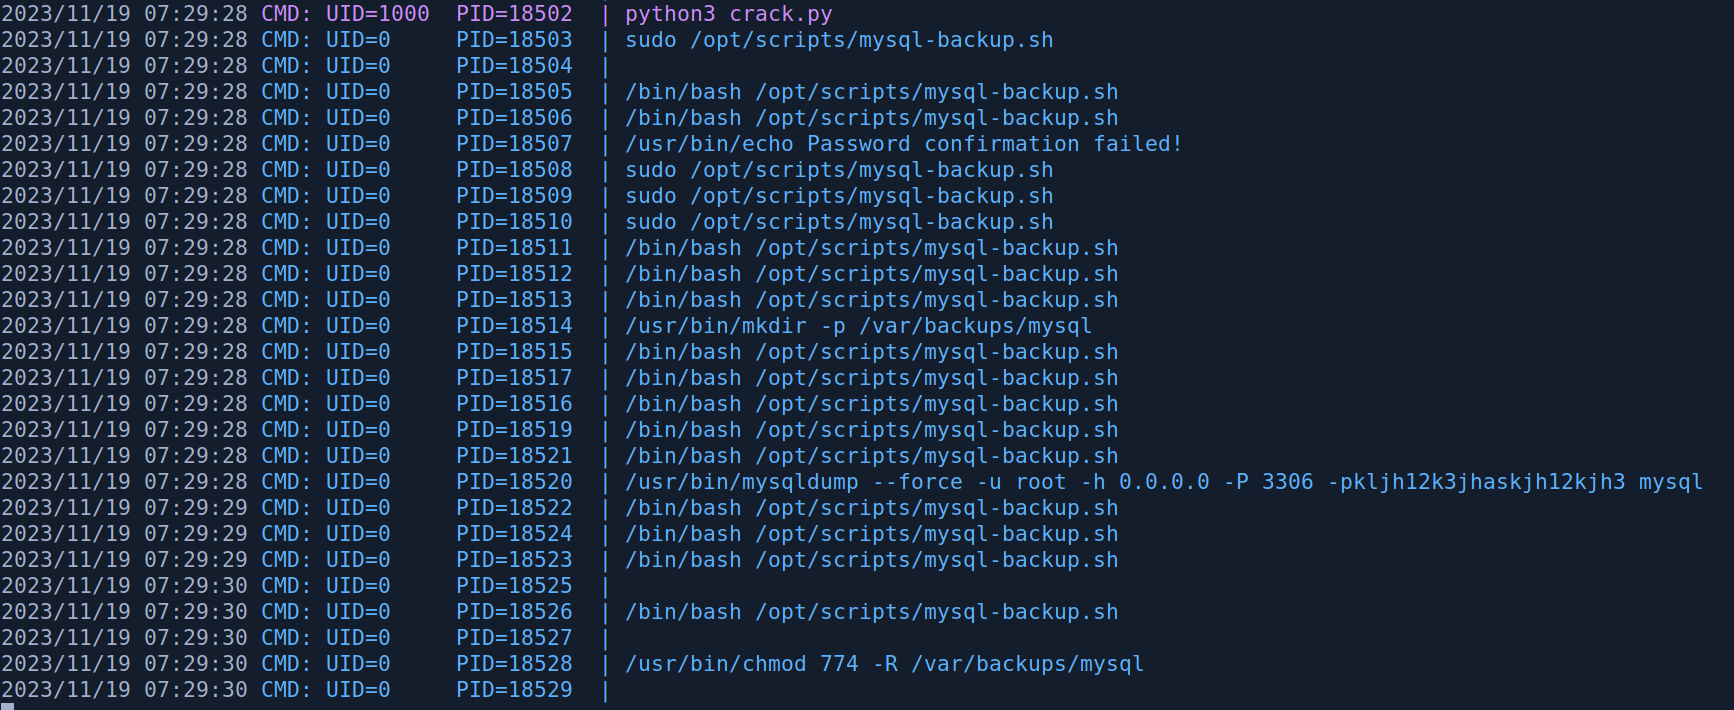 2023/11/19 07:29:28 CMD: UID=1000  PID=18502  | python3 crack.py
2023/11/19 07:29:28 CMD: UID=0     PID=18503  | sudo /opt/scripts/mysql-backup.sh
2023/11/19 07:29:28 CMD: UID=0     PID=18504  |
2023/11/19 07:29:28 CMD: UID=0     PID=18505  | /bin/bash /opt/scripts/mysql-backup.sh
2023/11/19 07:29:28 CMD: UID=0     PID=18506  | /bin/bash /opt/scripts/mysql-backup.sh
2023/11/19 07:29:28 CMD: UID=0     PID=18507  | /usr/bin/echo Password confirmation failed!
2023/11/19 07:29:28 CMD: UID=0     PID=18508  | sudo /opt/scripts/mysql-backup.sh
2023/11/19 07:29:28 CMD: UID=0     PID=18509  | sudo /opt/scripts/mysql-backup.sh
2023/11/19 07:29:28 CMD: UID=0     PID=18510  | sudo /opt/scripts/mysql-backup.sh
2023/11/19 07:29:28 CMD: UID=0     PID=18511  | /bin/bash /opt/scripts/mysql-backup.sh
2023/11/19 07:29:28 CMD: UID=0     PID=18512  | /bin/bash /opt/scripts/mysql-backup.sh
2023/11/19 07:29:28 CMD: UID=0     PID=18513  | /bin/bash /opt/scripts/mysql-backup.sh
2023/11/19 07:29:28 CMD: UID=0     PID=18514  | /usr/bin/mkdir -p /var/backups/mysql
2023/11/19 07:29:28 CMD: UID=0     PID=18515  | /bin/bash /opt/scripts/mysql-backup.sh
2023/11/19 07:29:28 CMD: UID=0     PID=18517  | /bin/bash /opt/scripts/mysql-backup.sh
2023/11/19 07:29:28 CMD: UID=0     PID=18516  | /bin/bash /opt/scripts/mysql-backup.sh
2023/11/19 07:29:28 CMD: UID=0     PID=18519  | /bin/bash /opt/scripts/mysql-backup.sh
2023/11/19 07:29:28 CMD: UID=0     PID=18521  | /bin/bash /opt/scripts/mysql-backup.sh
2023/11/19 07:29:28 CMD: UID=0     PID=18520  | /usr/bin/mysqldump --force -u root -h 0.0.0.0 -P 3306 -pkljh12k3jhaskjh12kjh3 mysql
2023/11/19 07:29:29 CMD: UID=0     PID=18522  | /bin/bash /opt/scripts/mysql-backup.sh
2023/11/19 07:29:29 CMD: UID=0     PID=18524  | /bin/bash /opt/scripts/mysql-backup.sh
2023/11/19 07:29:29 CMD: UID=0     PID=18523  | /bin/bash /opt/scripts/mysql-backup.sh
2023/11/19 07:29:30 CMD: UID=0     PID=18525  |
2023/11/19 07:29:30 CMD: UID=0     PID=18526  | /bin/bash /opt/scripts/mysql-backup.sh
2023/11/19 07:29:30 CMD: UID=0     PID=18527  |
2023/11/19 07:29:30 CMD: UID=0     PID=18528  | /usr/bin/chmod 774 -R /var/backups/mysql
2023/11/19 07:29:30 CMD: UID=0     PID=18529  |